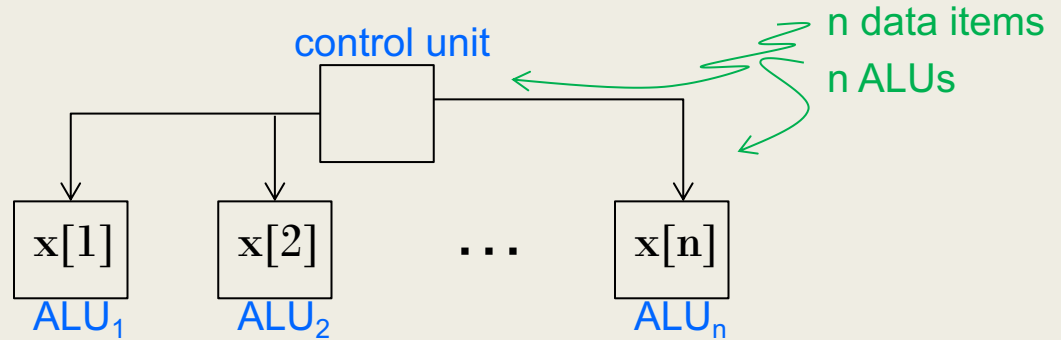 n data items
control unit
n ALUs
x[1] x[2] ... x[n]
ALU₁ ALU₂ ALUₙ